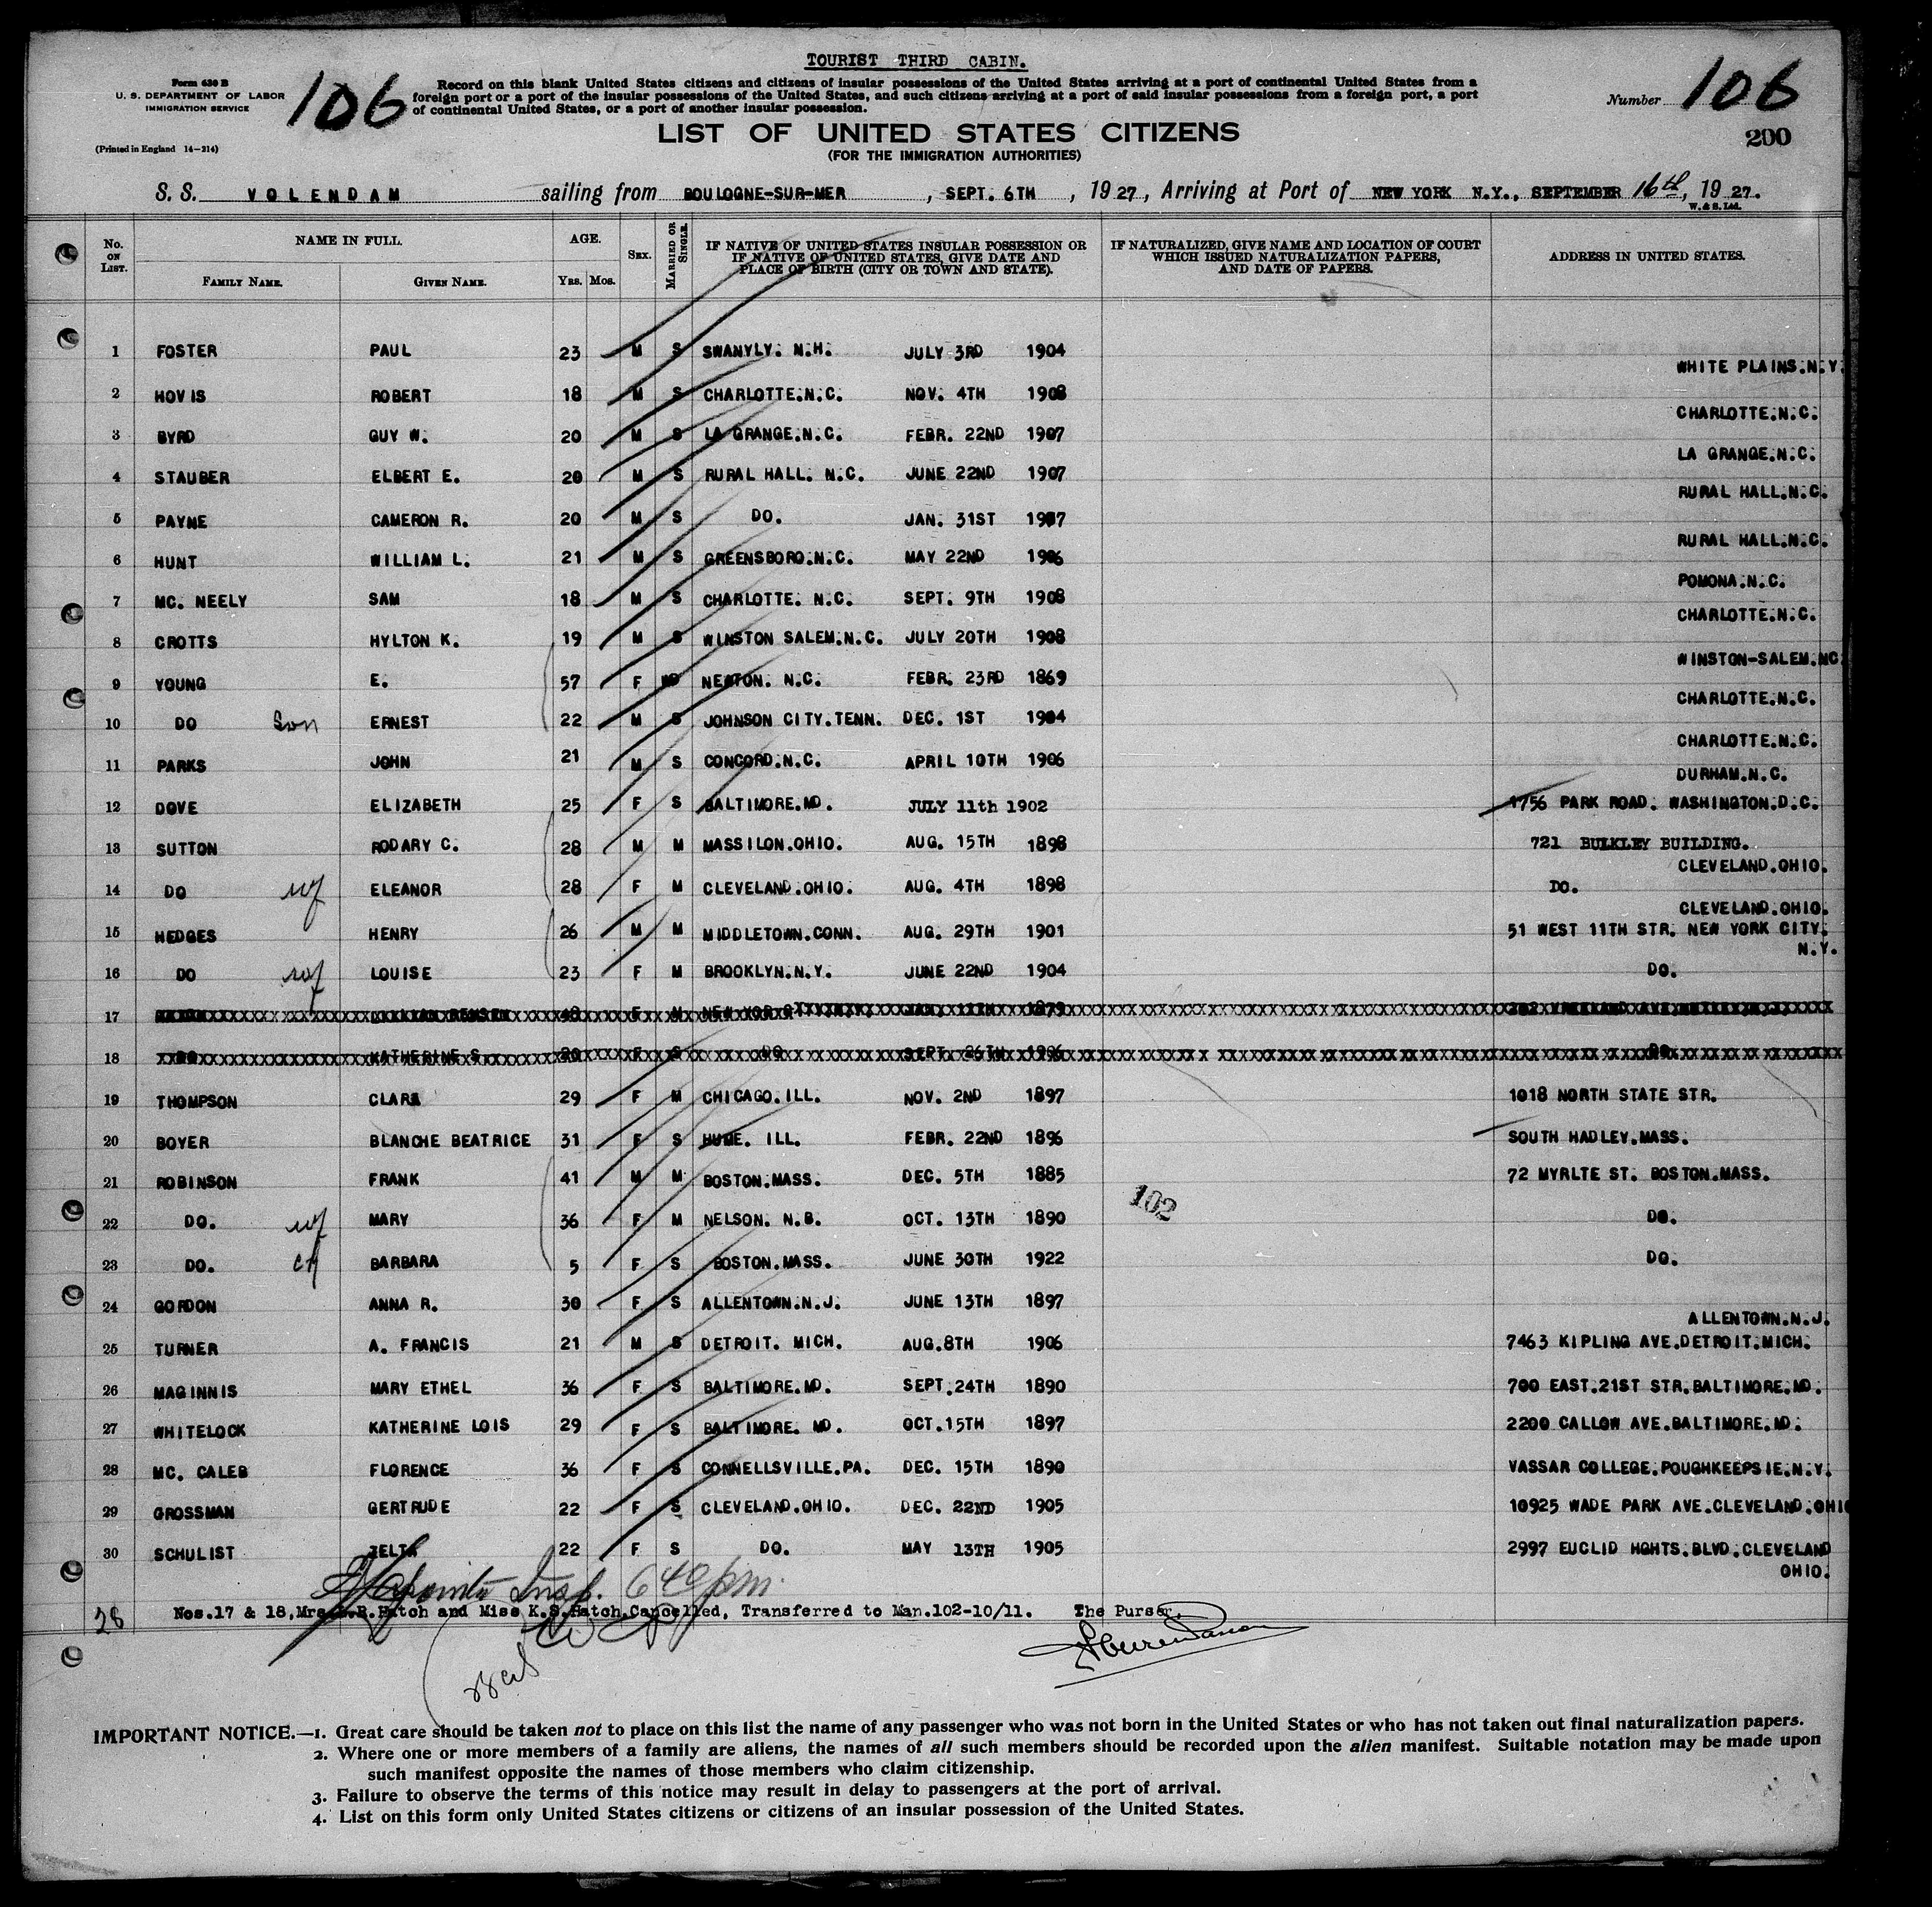 TOURIST THIRD CABIN.
Form 630 B
U. S. DEPARTMENT OF LABOR
IMMIGRATION SERVICE
(Printed in England 14-214)
106
Record on this blank United States citizens and citizens of insular possessions of the United States arriving at a port of continental United States from a
foreign port or a port of the insular possessions of the United States, and such citizens arriving at a port of said insular possessions from a foreign port, a port
of continental United States, or a port of another insular possession.
Number 106
200
LIST OF UNITED STATES CITIZENS
(FOR THE IMMIGRATION AUTHORITIES)
S. S. VOLENDAM sailing from BOULOGNE-SUR-MER, SEPT. 6TH, 1927, Arriving at Port of NEW YORK N.Y., SEPTEMBER 16th, 1927.
W. & S. Ltd.
No. ON LIST. NAME IN FULL. FAMILY NAME. GIVEN NAME. AGE. YRS. MOS. SEX. MARRIED OR SINGLE. IF NATIVE OF UNITED STATES INSULAR POSSESSION OR IF NATIVE OF UNITED STATES, GIVE DATE AND PLACE OF BIRTH (CITY OR TOWN AND STATE). IF NATURALIZED, GIVE NAME AND LOCATION OF COURT WHICH ISSUED NATURALIZATION PAPERS, AND DATE OF PAPERS. ADDRESS IN UNITED STATES.
1 FOSTER PAUL 23 M S SWANYLY. N.H. JULY 3RD 1904 WHITE PLAINS.N.Y.
2 HOVIS ROBERT 18 M S CHARLOTTE.N.C. NOV. 4TH 1908 CHARLOTTE.N.C.
3 BYRD GUY W. 20 M S LA GRANGE.N.C. FEBR. 22ND 1907 LA GRANGE.N.C.
4 STAUBER ELBERT E. 20 M S RURAL HALL. N.C. JUNE 22ND 1907 RURAL HALL.N.C.
5 PAYNE CAMERON R. 20 M S DO. JAN. 31ST 1907 RURAL HALL.N.C.
6 HUNT WILLIAM L. 21 M S GREENSBORO.N.C. MAY 22ND 1906 POMONA.N.C.
7 MC. NEELY SAM 18 M S CHARLOTTE. N.C. SEPT. 9TH 1908 CHARLOTTE.N.C.
8 CROTTS HYLTON K. 19 M S WINSTON SALEM.N.C. JULY 20TH 1908 WINSTON-SALEM.NC
9 YOUNG E. 57 F WD NEWTON. N.C. FEBR. 23RD 1869 CHARLOTTE.N.C.
10 DO Son ERNEST 22 M S JOHNSON CITY.TENN. DEC. 1ST 1904 CHARLOTTE.N.C.
11 PARKS JOHN 21 M S CONCORD.N.C. APRIL 10TH 1906 DURHAM.N.C.
12 DOVE ELIZABETH 25 F S BALTIMORE.MD. JULY 11th 1902 1756 PARK ROAD. WASHINGTON.D.C.
13 SUTTON RODARY C. 28 M M MASSILON.OHIO. AUG. 15TH 1898 721 BULKLEY BUILDING.
CLEVELAND.OHIO.
14 DO wf ELEANOR 28 F M CLEVELAND.OHIO. AUG. 4TH 1898 DO.
CLEVELAND.OHIO.
15 HEDGES HENRY 26 M M MIDDLETOWN.CONN. AUG. 29TH 1901 51 WEST 11TH STR. NEW YORK CITY.
N.Y.
16 DO wf LOUISE 23 F M BROOKLYN.N.Y. JUNE 22ND 1904 DO.
17 LILLIAN REMSEN 48 F M NEW YOR JAN. 11TH 1879
18 DO KATHERINE S. 20 F S DO SEPT. 26TH 1906 DO.
19 THOMPSON CLARA 29 F M CHICAGO.ILL. NOV. 2ND 1897 1018 NORTH STATE STR.
20 BOYER BLANCHE BEATRICE 31 F S HUME. ILL. FEBR. 22ND 1896 SOUTH HADLEY.MASS.
21 ROBINSON FRANK 41 M M BOSTON.MASS. DEC. 5TH 1885 72 MYRLTE ST. BOSTON.MASS.
22 DO. wf MARY 36 F M NELSON. N.B. OCT. 13TH 1890 DO.
102
23 DO. ch BARBARA 5 F S BOSTON.MASS. JUNE 30TH 1922 DO.
24 GORDON ANNA R. 30 F S ALLENTOWN.N.J. JUNE 13TH 1897 ALLENTOWN.N.J.
25 TURNER A. FRANCIS 21 M S DETROIT. MICH. AUG.8TH 1906 7463 KIPLING AVE.DETROIT.MICH.
26 MAGINNIS MARY ETHEL 36 F S BALTIMORE.MD. SEPT.24TH 1890 700 EAST.21ST STR.BALTIMORE.MD.
27 WHITELOCK KATHERINE LOIS 29 F S BALTIMORE. MD. OCT.15TH 1897 2200 CALLOW AVE.BALTIMORE.MD.
28 MC. CALEB FLORENCE 36 F S CONNELLSVILLE.PA. DEC. 15TH 1890 VASSAR COLLEGE.POUGHKEEPSIE.N.Y.
29 GROSSMAN GERTRUDE 22 F S CLEVELAND.OHIO. DEC. 22ND 1905 10925 WADE PARK AVE.CLEVELAND.OHIO
30 SCHULIST ZELTA 22 F S DO. MAY 13TH 1905 2997 EUCLID HGHTS.BLVD.CLEVELAND
OHIO.
Insp. 640 pm.
28 Nos.17 & 18,Mrs.L.R.Hatch and Miss K.S.Hatch,Cancelled, Transferred to Man.102-10/11. The Purser.
IMPORTANT NOTICE.—1. Great care should be taken not to place on this list the name of any passenger who was not born in the United States or who has not taken out final naturalization papers.
2. Where one or more members of a family are aliens, the names of all such members should be recorded upon the alien manifest. Suitable notation may be made upon
such manifest opposite the names of those members who claim citizenship.
3. Failure to observe the terms of this notice may result in delay to passengers at the port of arrival.
4. List on this form only United States citizens or citizens of an insular possession of the United States.